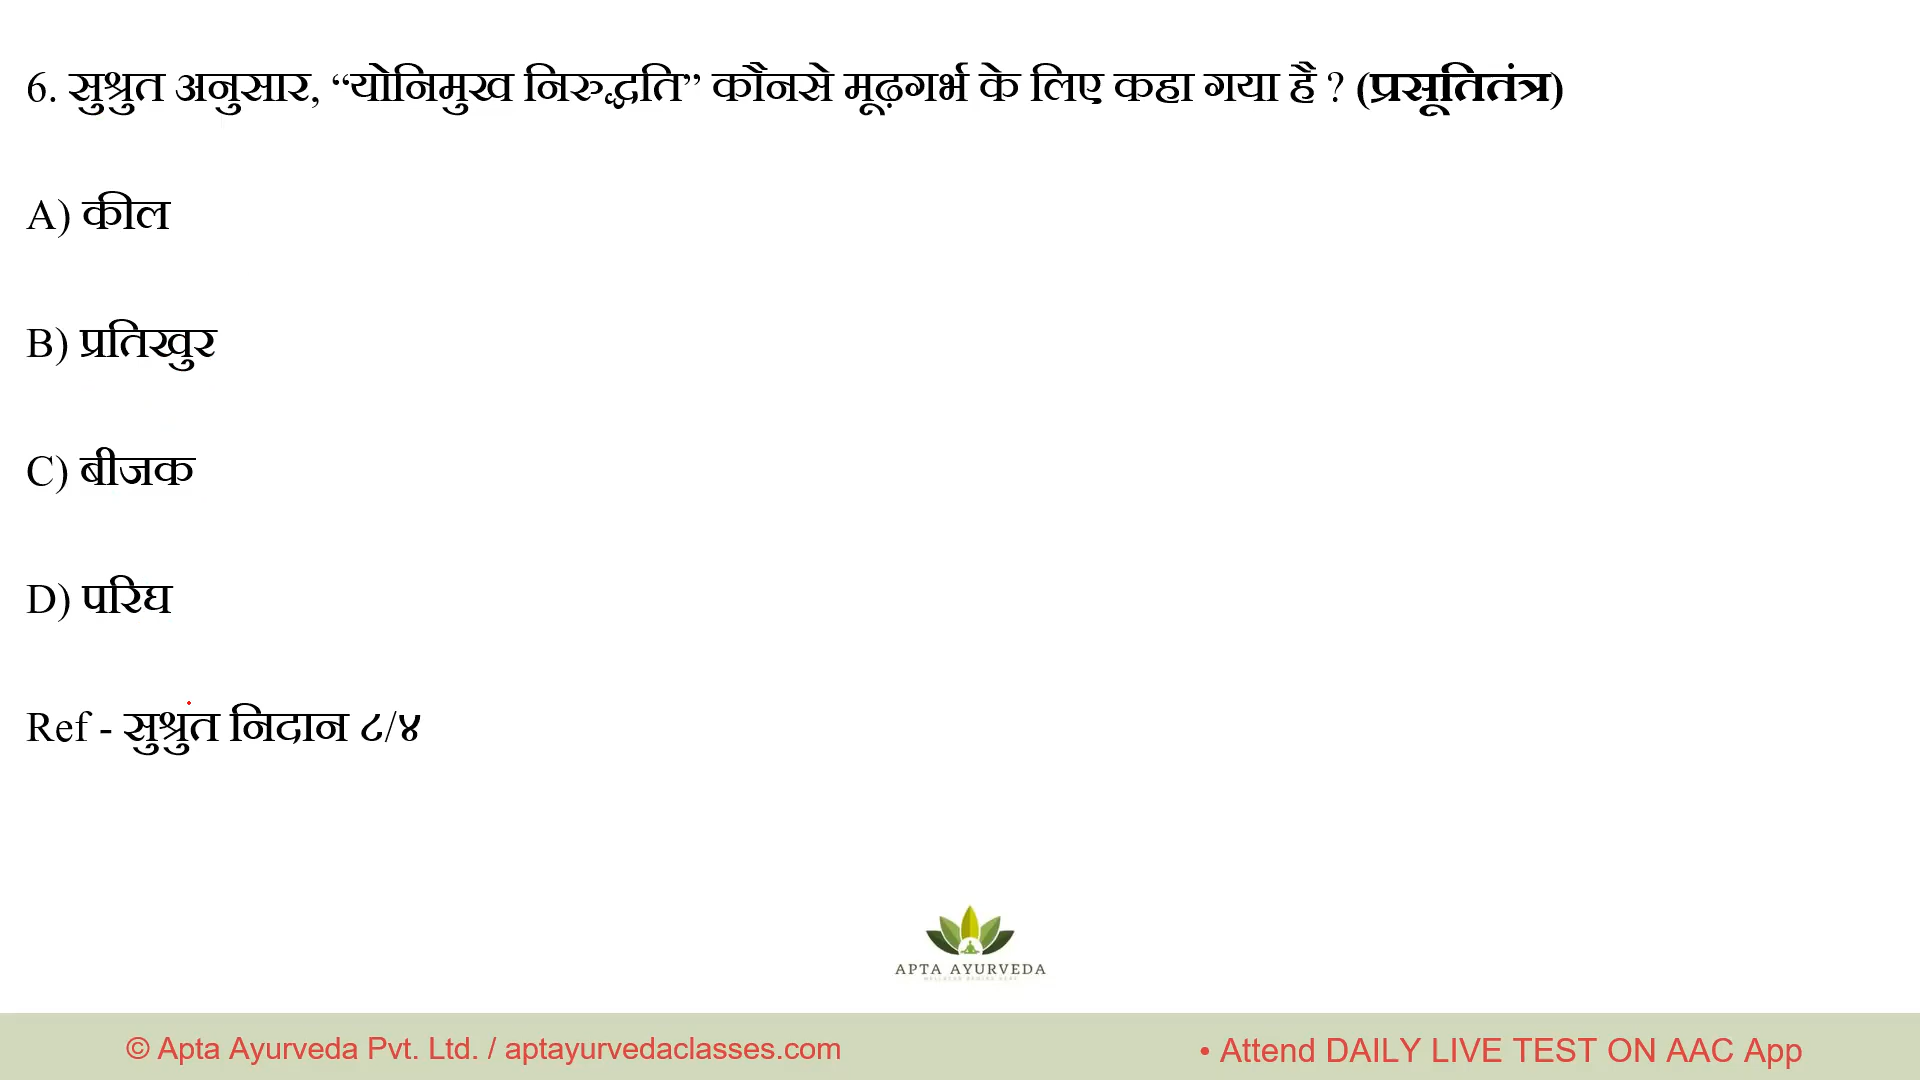 6. सुश्रुत अनुसार, “योनिमुख निरुद्धति” कौनसे मूढ़गर्भ के लिए कहा गया है ? (प्रसूतितंत्र)
A) कील
B) प्रतिखुर
C) बीजक
D) परिघ
Ref - सुश्रुत निदान ८/४
APTA AYURVEDA
© Apta Ayurveda Pvt. Ltd. / aptayurvedaclasses.com
• Attend DAILY LIVE TEST ON AAC App